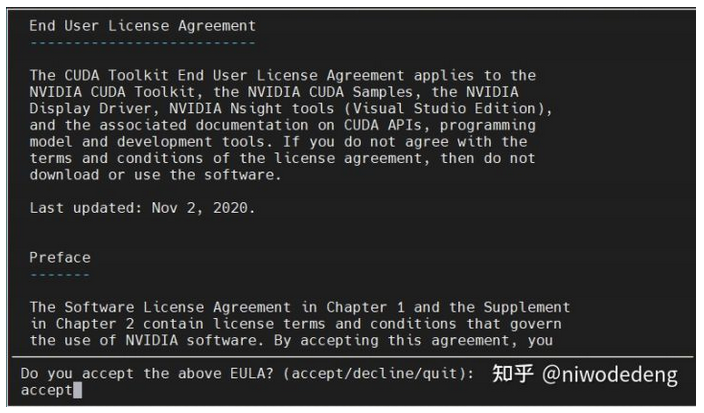 End User License Agreement
--------------------------
The CUDA Toolkit End User License Agreement applies to the
NVIDIA CUDA Toolkit, the NVIDIA CUDA Samples, the NVIDIA
Display Driver, NVIDIA Nsight tools (Visual Studio Edition),
and the associated documentation on CUDA APIs, programming
model and development tools. If you do not agree with the
terms and conditions of the license agreement, then do not
download or use the software.
Last updated: Nov 2, 2020.
Preface
-------
The Software License Agreement in Chapter 1 and the Supplement
in Chapter 2 contain license terms and conditions that govern
the use of NVIDIA software. By accepting this agreement, you
Do you accept the above EULA? (accept/decline/quit):
知乎 @niwodedeng
accept